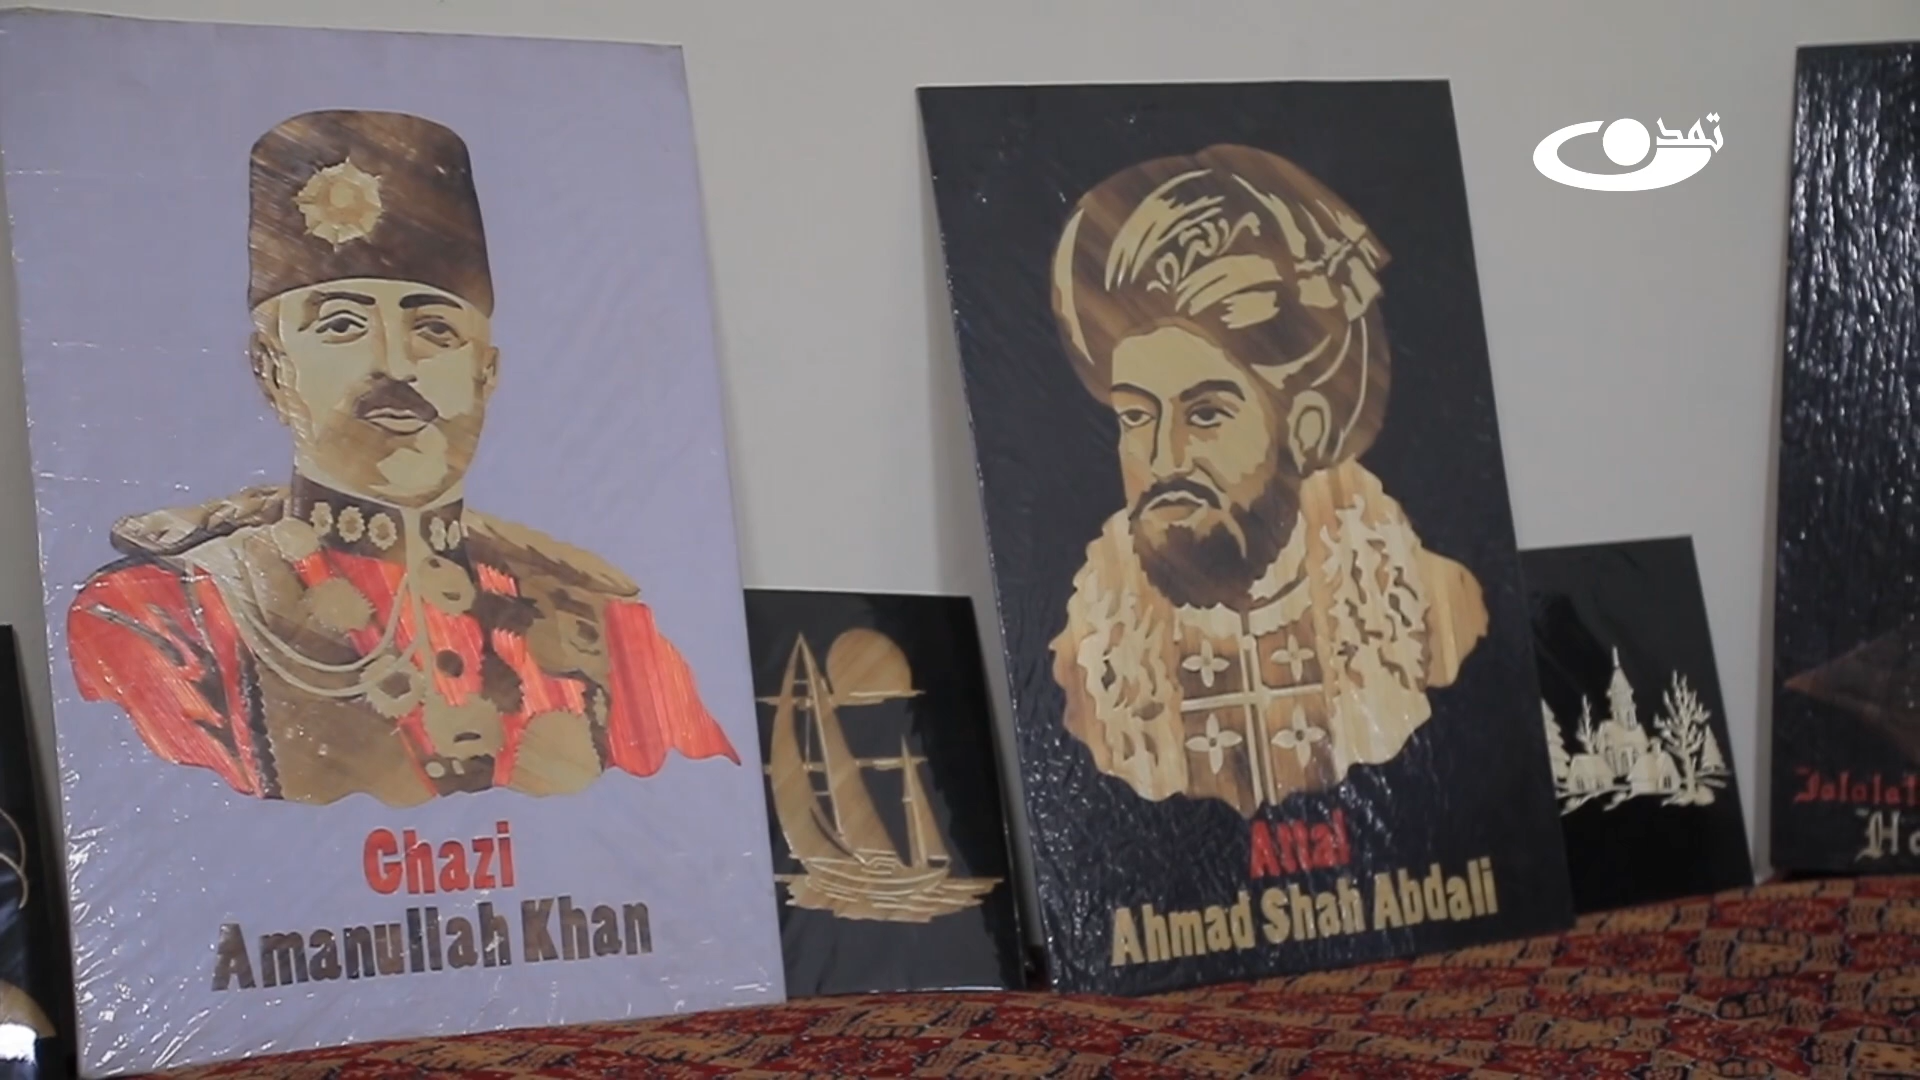 Ghazi
Amanullah Khan
Attal
Ahmad Shah Abdali
تمدن